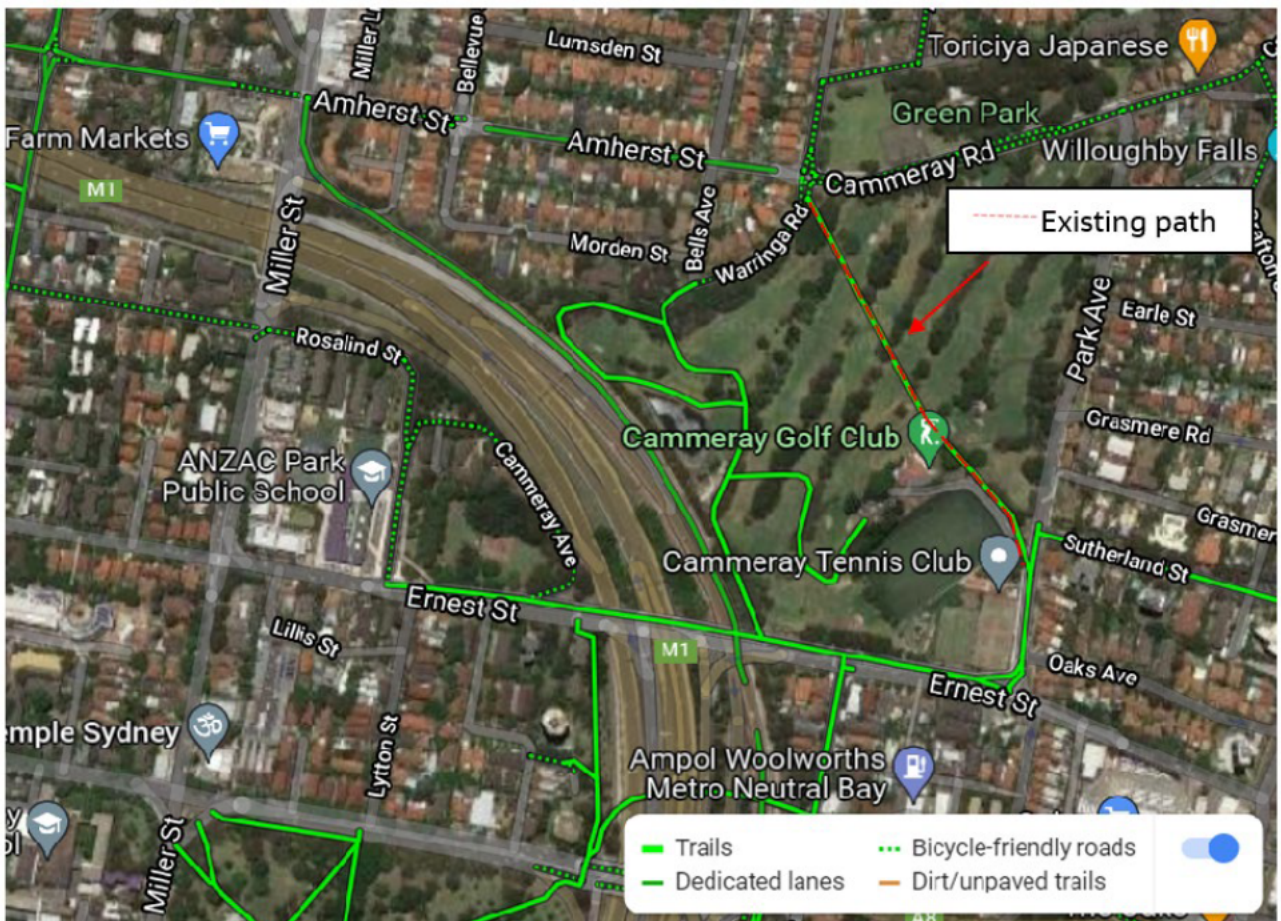 Lumsden St
Miller
Bellevue
Toriciya Japanese
Amherst St
Green Park
Farm Markets
Amherst St
Cammeray Rd
Willoughby Falls
M1
Existing path
Miller St
Bells Ave
Warringa Rd
Morden St
Park Ave
Earle St
Rosalind St
Grasmere Rd
Cammeray Golf Club
ANZAC Park
Public School
Cammeray Ave
Grasmer
Cammeray Tennis Club
Sutherland St
Ernest St
Lillis St
M1
Oaks Ave
Ernest St
emple Sydney
Lytton St
Ampol Woolworths
Metro Neutral Bay
Miller St
Trails
Bicycle-friendly roads
Dedicated lanes
Dirt/unpaved trails